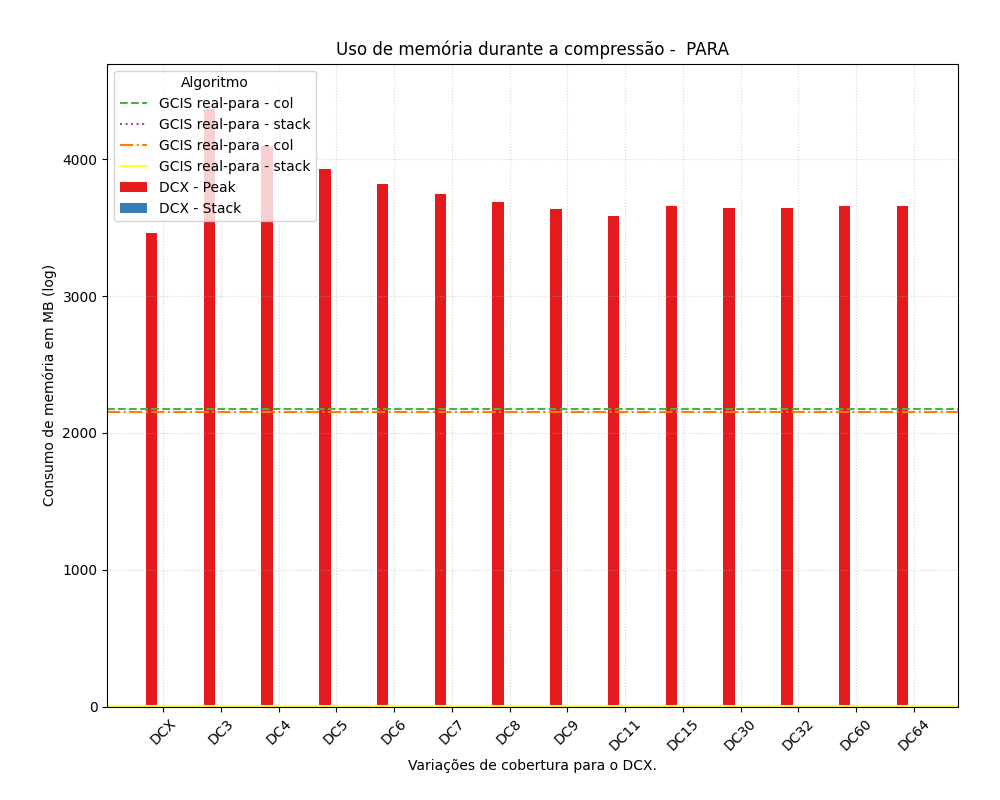 Uso de memória durante a compressão -  PARA
Algoritmo
GCIS real-para - col
GCIS real-para - stack
GCIS real-para - col
GCIS real-para - stack
DCX - Peak
DCX - Stack
Consumo de memória em MB (log)
4000
3000
2000
1000
0
DCX
DC3
DC4
DC5
DC6
DC7
DC8
DC9
DC11
DC15
DC30
DC32
DC60
DC64
Variações de cobertura para o DCX.